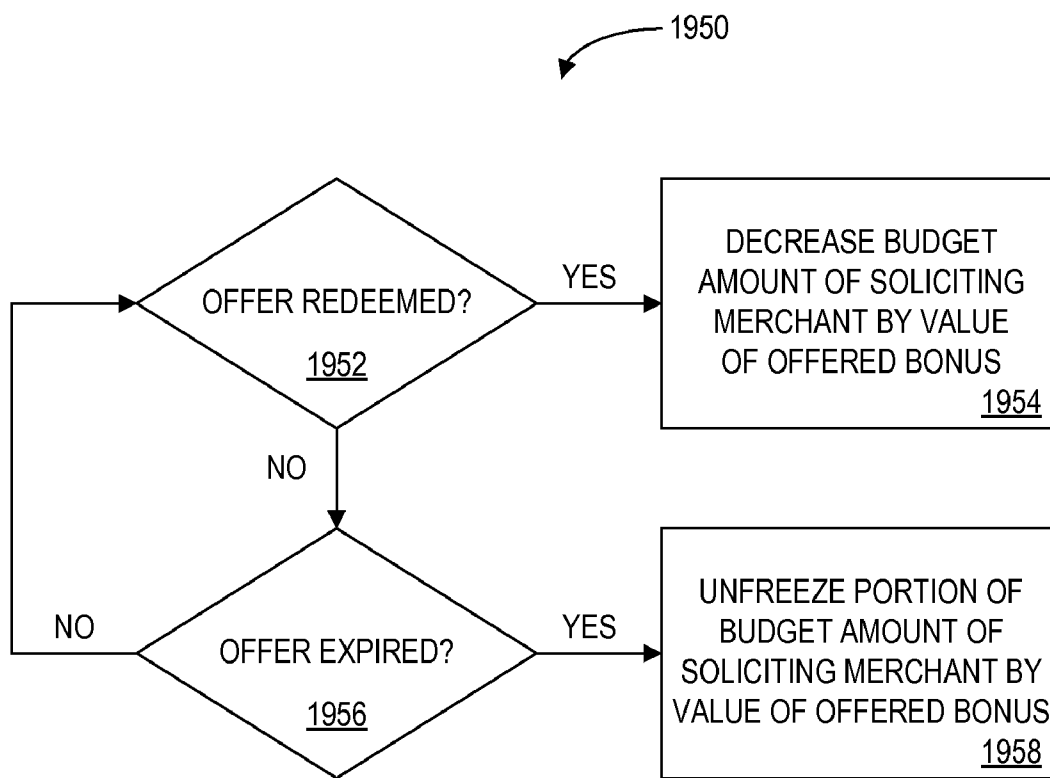 1950
OFFER REDEEMED?
1952
YES
DECREASE BUDGET
AMOUNT OF SOLICITING
MERCHANT BY VALUE
OF OFFERED BONUS
1954
NO
OFFER EXPIRED?
1956
NO
YES
UNFREEZE PORTION OF
BUDGET AMOUNT OF
SOLICITING MERCHANT BY
VALUE OF OFFERED BONUS
1958